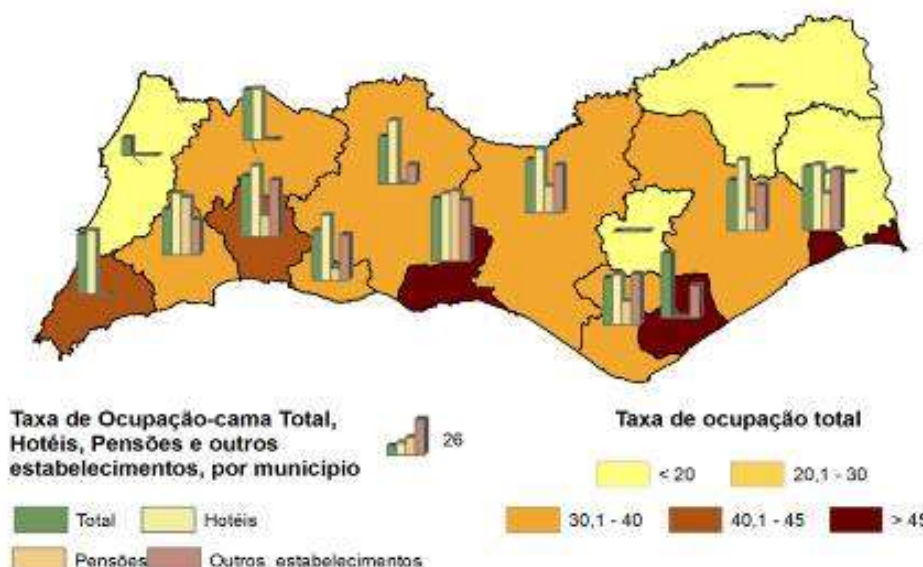 Taxa de Ocupação-cama Total,
Hotéis, Pensões e outros
estabelecimentos, por municipio
26
Total
Hotéis
Pensões
Outros estabelecimentos
Taxa de ocupação total
< 20
20,1 - 30
30,1 - 40
40,1 - 45
> 45